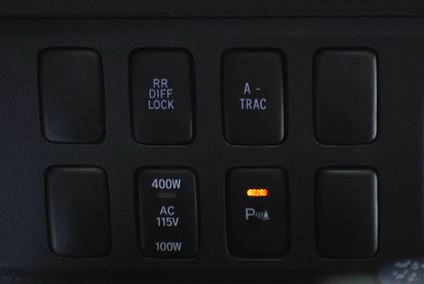 RR
DIFF
LOCK
A -
TRAC
400W
AC
115V
100W
P